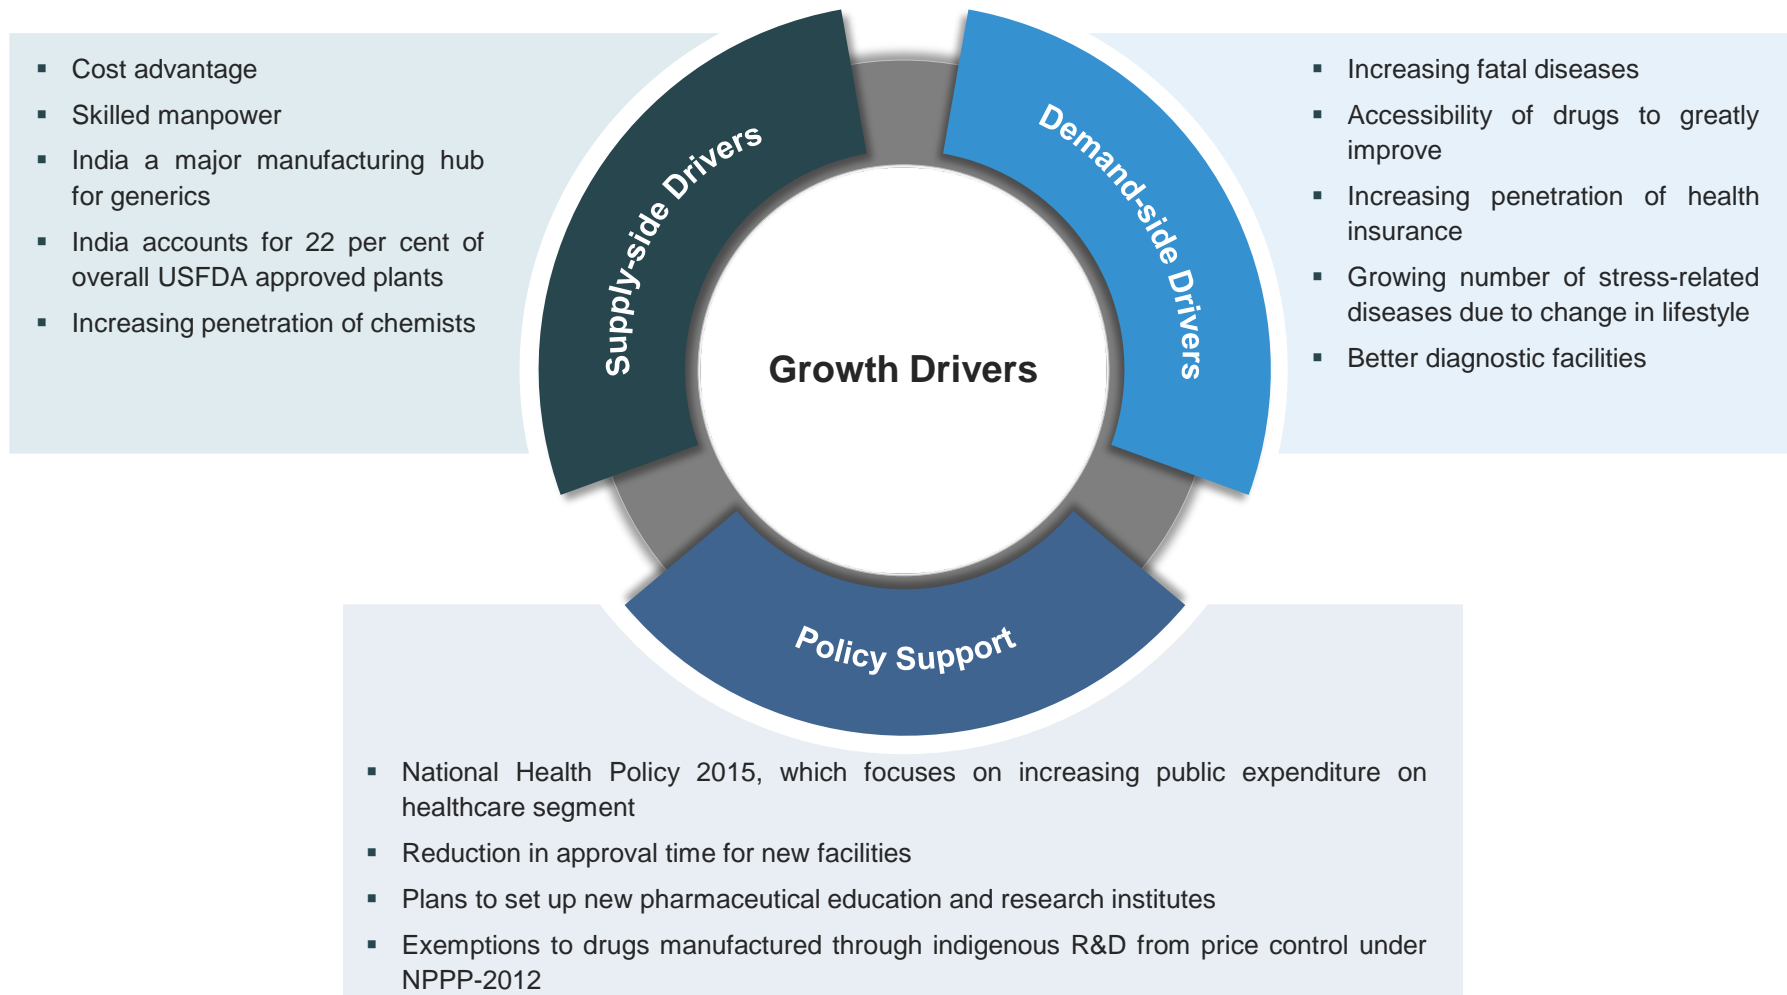 Cost advantage
Skilled manpower
India a major manufacturing hub
for generics
India accounts for 22 per cent of
overall USFDA approved plants
Increasing penetration of chemists
Supply-side Drivers
Growth Drivers
Demand-side Drivers
Increasing fatal diseases
Accessibility of drugs to greatly
improve
Increasing penetration of health
insurance
Growing number of stress-related
diseases due to change in lifestyle
Better diagnostic facilities
Policy Support
National Health Policy 2015, which focuses on increasing public expenditure on
healthcare segment
Reduction in approval time for new facilities
Plans to set up new pharmaceutical education and research institutes
Exemptions to drugs manufactured through indigenous R&D from price control under
NPPP-2012